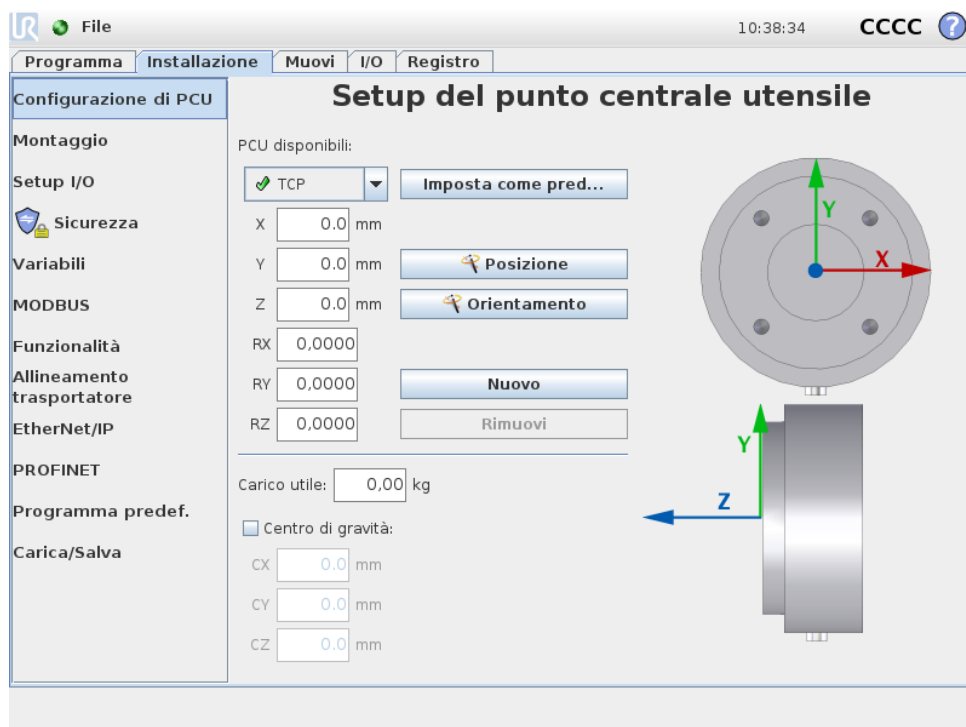 UR File 10:38:34 CCCC ?
Programma Installazione Muovi I/O Registro
Configurazione di PCU
Montaggio
Setup I/O
Sicurezza
Variabili
MODBUS
Funzionalità
Allineamento
trasportatore
EtherNet/IP
PROFINET
Programma predef.
Carica/Salva
Setup del punto centrale utensile
PCU disponibili:
TCP Imposta come pred...
X 0.0 mm
Y 0.0 mm Posizione
Z 0.0 mm Orientamento
RX 0,0000
RY 0,0000 Nuovo
RZ 0,0000 Rimuovi
Carico utile: 0,00 kg
Centro di gravità:
CX 0.0 mm
CY 0.0 mm
CZ 0.0 mm
Y
X
Y
Z